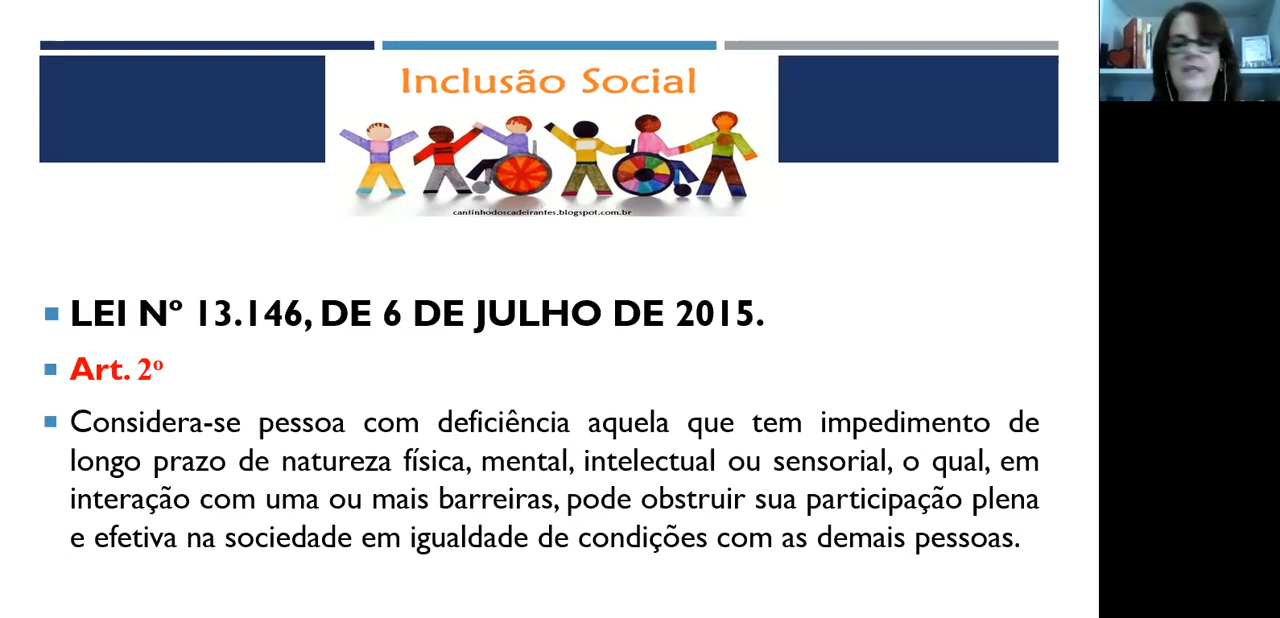 Inclusão Social
cantinhodoscadeirantes.blogspot.com.br
LEI Nº 13.146, DE 6 DE JULHO DE 2015.
Art. 2º
Considera-se pessoa com deficiência aquela que tem impedimento de
longo prazo de natureza física, mental, intelectual ou sensorial, o qual, em
interação com uma ou mais barreiras, pode obstruir sua participação plena
e efetiva na sociedade em igualdade de condições com as demais pessoas.